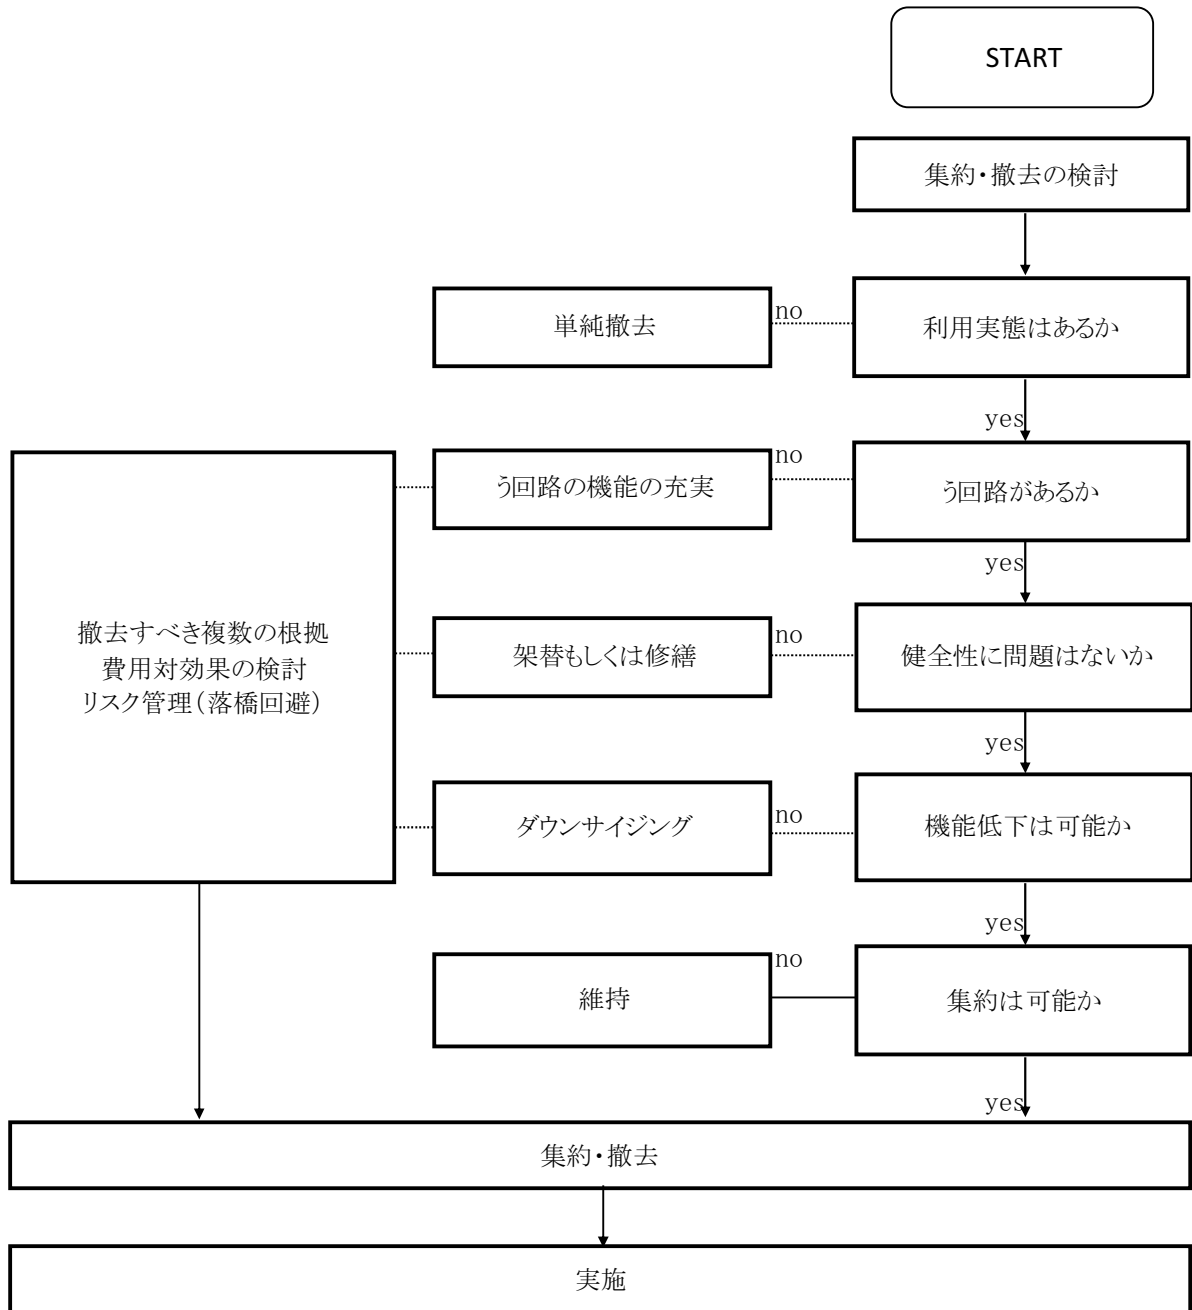 START
集約・撤去の検討
単純撤去
no
利用実態はあるか
yes
う回路の機能の充実
no
う回路があるか
yes
撤去すべき複数の根拠
費用対効果の検討
リスク管理(落橋回避)
架替もしくは修繕
no
健全性に問題はないか
yes
ダウンサイジング
no
機能低下は可能か
yes
維持
no
集約は可能か
yes
集約・撤去
実施